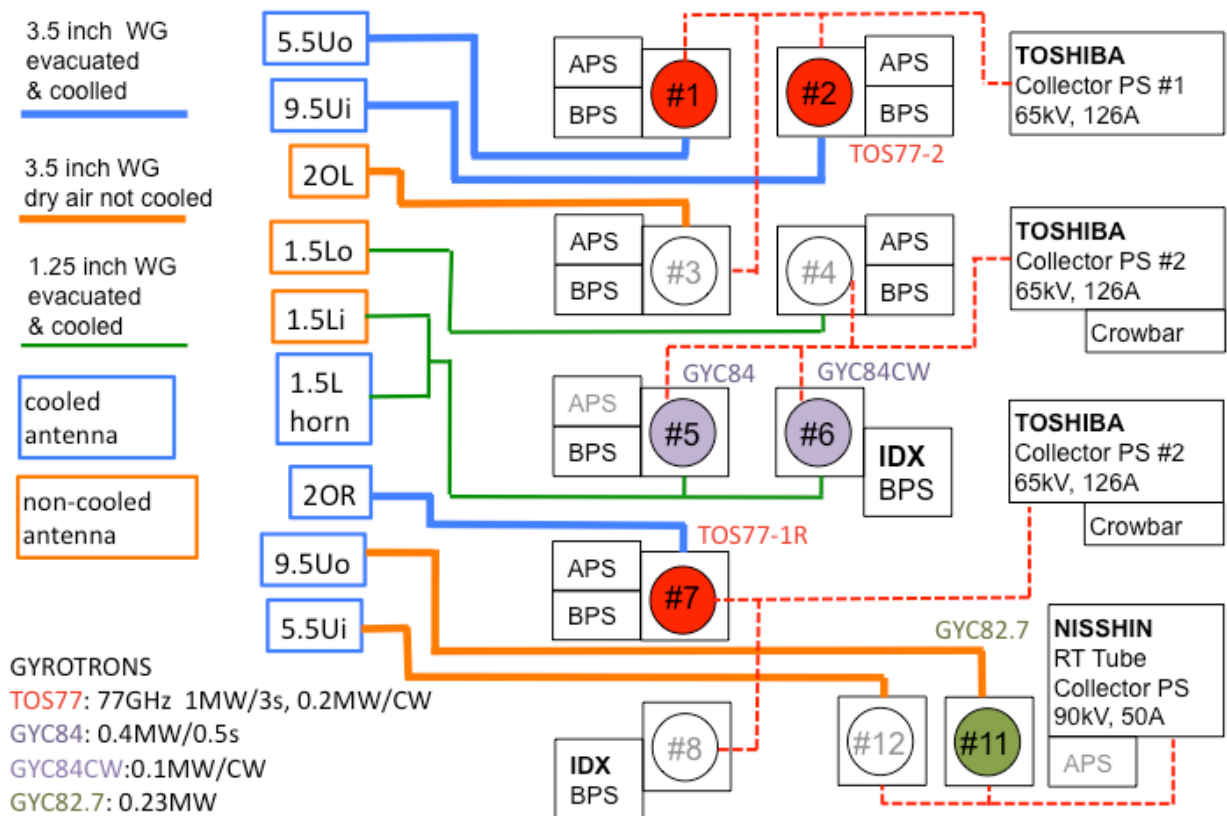 3.5 inch WG
evacuated
& coolled
3.5 inch WG
dry air not cooled
1.25 inch WG
evacuated
& cooled
cooled
antenna
non-cooled
antenna
5.5Uo
9.5Ui
2OL
1.5Lo
1.5Li
1.5L
horn
2OR
9.5Uo
5.5Ui
APS
BPS
#1
#2
APS
BPS
TOS77-2
TOSHIBA
Collector PS #1
65kV, 126A
APS
BPS
#3
#4
APS
BPS
TOSHIBA
Collector PS #2
65kV, 126A
Crowbar
GYC84
GYC84CW
APS
BPS
#5
#6
IDX
BPS
TOSHIBA
Collector PS #2
65kV, 126A
Crowbar
TOS77-1R
APS
BPS
#7
GYC82.7
NISSHIN
RT Tube
Collector PS
90kV, 50A
APS
#8
IDX
BPS
#12
#11
GYROTRONS
TOS77: 77GHz 1MW/3s, 0.2MW/CW
GYC84: 0.4MW/0.5s
GYC84CW:0.1MW/CW
GYC82.7: 0.23MW